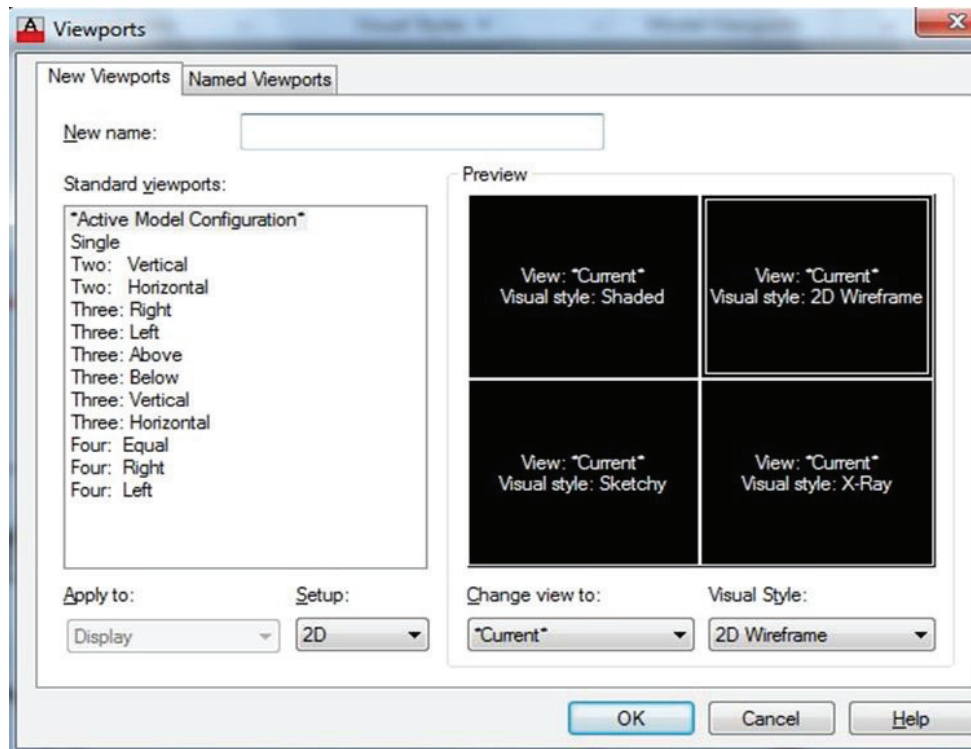 Viewports
New Viewports
Named Viewports
New name:
Standard viewports:
*Active Model Configuration*
Single
Two: Vertical
Two: Horizontal
Three: Right
Three: Left
Three: Above
Three: Below
Three: Vertical
Three: Horizontal
Four: Equal
Four: Right
Four: Left
Apply to:
Display
Setup:
2D
Preview
View: *Current*
Visual style: Shaded
View: *Current*
Visual style: 2D Wireframe
View: *Current*
Visual style: Sketchy
View: *Current*
Visual style: X-Ray
Change view to:
*Current*
Visual Style:
2D Wireframe
OK
Cancel
Help